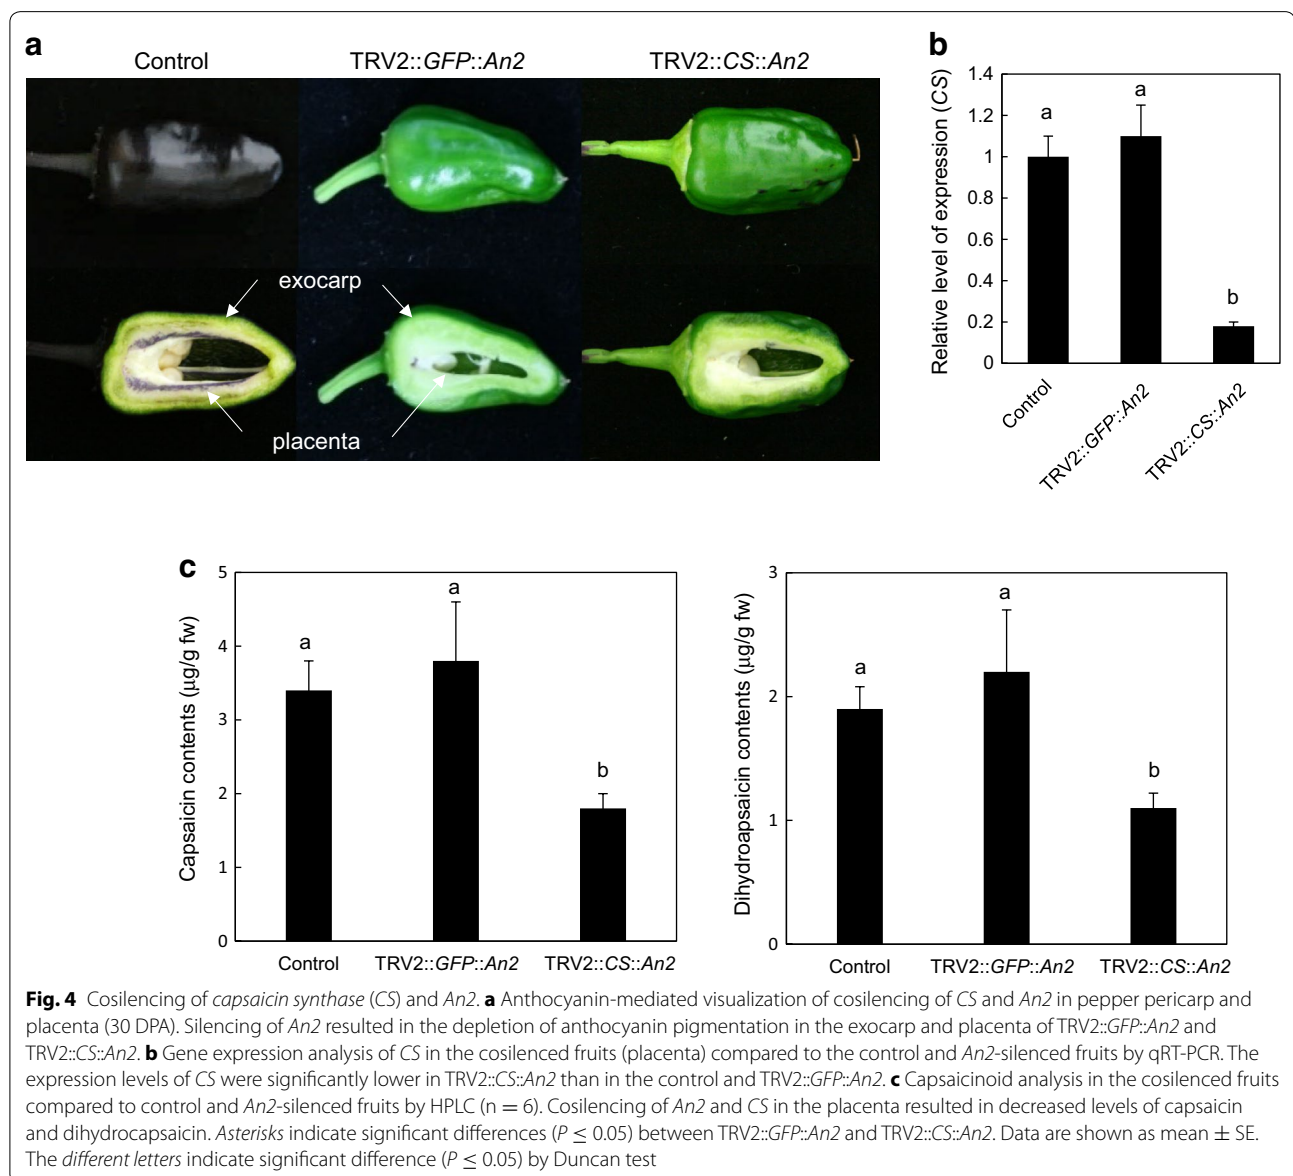 a
Control
TRV2::GFP::An2
TRV2::CS::An2
exocarp
placenta
b
Relative level of expression (CS)
1.4
1.2
1
0.8
0.6
0.4
0.2
0
a
a
b
Control
TRV2::GFP::An2
TRV2::CS::An2
c
Capsaicin contents (µg/g fw)
5
4
3
2
1
0
a
a
b
Control
TRV2::GFP::An2
TRV2::CS::An2
Dihydroapsaicin contents (µg/g fw)
3
2
1
0
a
a
b
Control
TRV2::GFP::An2
TRV2::CS::An2
Fig. 4 Cosilencing of capsaicin synthase (CS) and An2. a Anthocyanin-mediated visualization of cosilencing of CS and An2 in pepper pericarp and
placenta (30 DPA). Silencing of An2 resulted in the depletion of anthocyanin pigmentation in the exocarp and placenta of TRV2::GFP::An2 and
TRV2::CS::An2. b Gene expression analysis of CS in the cosilenced fruits (placenta) compared to the control and An2-silenced fruits by qRT-PCR. The
expression levels of CS were significantly lower in TRV2::CS::An2 than in the control and TRV2::GFP::An2. c Capsaicinoid analysis in the cosilenced fruits
compared to control and An2-silenced fruits by HPLC (n = 6). Cosilencing of An2 and CS in the placenta resulted in decreased levels of capsaicin
and dihydrocapsaicin. Asterisks indicate significant differences (P ≤ 0.05) between TRV2::GFP::An2 and TRV2::CS::An2. Data are shown as mean ± SE.
The different letters indicate significant difference (P ≤ 0.05) by Duncan test